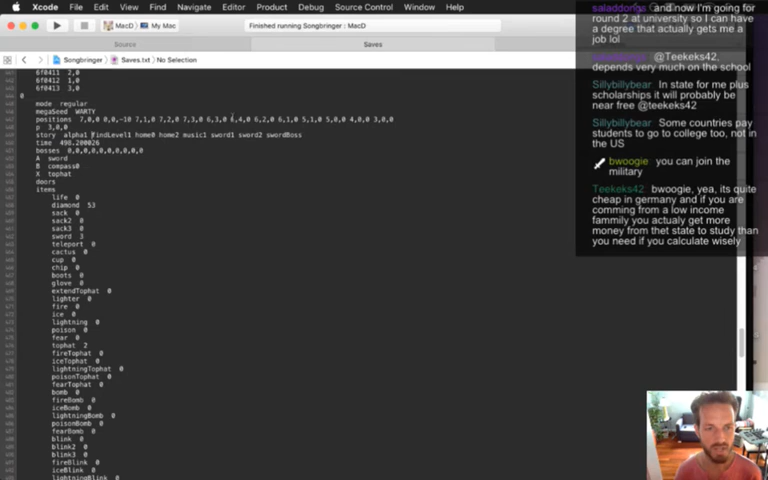 Xcode File Edit View Find Navigate Editor Product Debug Source Control Window Help
MacD My Mac
Finished running Songbringer : MacD
Source
Saves
Songbringer Saves.txt No Selection
6f0411 2,0
6f0412 1,0
6f0413 3,0
0
mode regular
megaSeed WARTY
positions 7,0,0 0,0,-10 7,1,0 7,2,0 7,3,0 6,3,0 6,4,0 6,2,0 6,1,0 5,1,0 5,0,0 4,0,0 3,0,0
p 3,0,0
story alpha1 findLevel1 home0 home2 music1 sword1 sword2 swordBoss
time 498.200026
bosses 0,0,0,0,0,0,0,0,0,0
A sword
B compass0
X tophat
doors
items
life 0
diamond 53
sack 0
sack2 0
sack3 0
sword 3
teleport 0
cactus 0
cup 0
chip 0
boots 0
glove 0
extendTophat 0
lighter 0
fire 0
ice 0
lightning 0
poison 0
fear 0
tophat 2
fireTophat 0
iceTophat 0
lightningTophat 0
poisonTophat 0
fearTophat 0
bomb 0
fireBomb 0
iceBomb 0
lightningBomb 0
poisonBomb 0
fearBomb 0
blink 0
blink2 0
blink3 0
fireBlink 0
iceBlink 0
lightningBlink 0
saladdongs and now I'm going for
round 2 at university so I can have
a degree that actually gets me a
job lol
@Teekeks42,
depends very much on the school
Sillybillybear In state for me plus
scholarships it will probably be
near free @teekeks42
Sillybillybear Some countries pay
students to go to college too, not in
the US
bwoogie you can join the
military
Teekeks42 bwoogie, yea, its quite
cheap in germany and if you are
comming from a low income
fammily you actualy get more
money from thet state to study than
you need if you calculate wisely